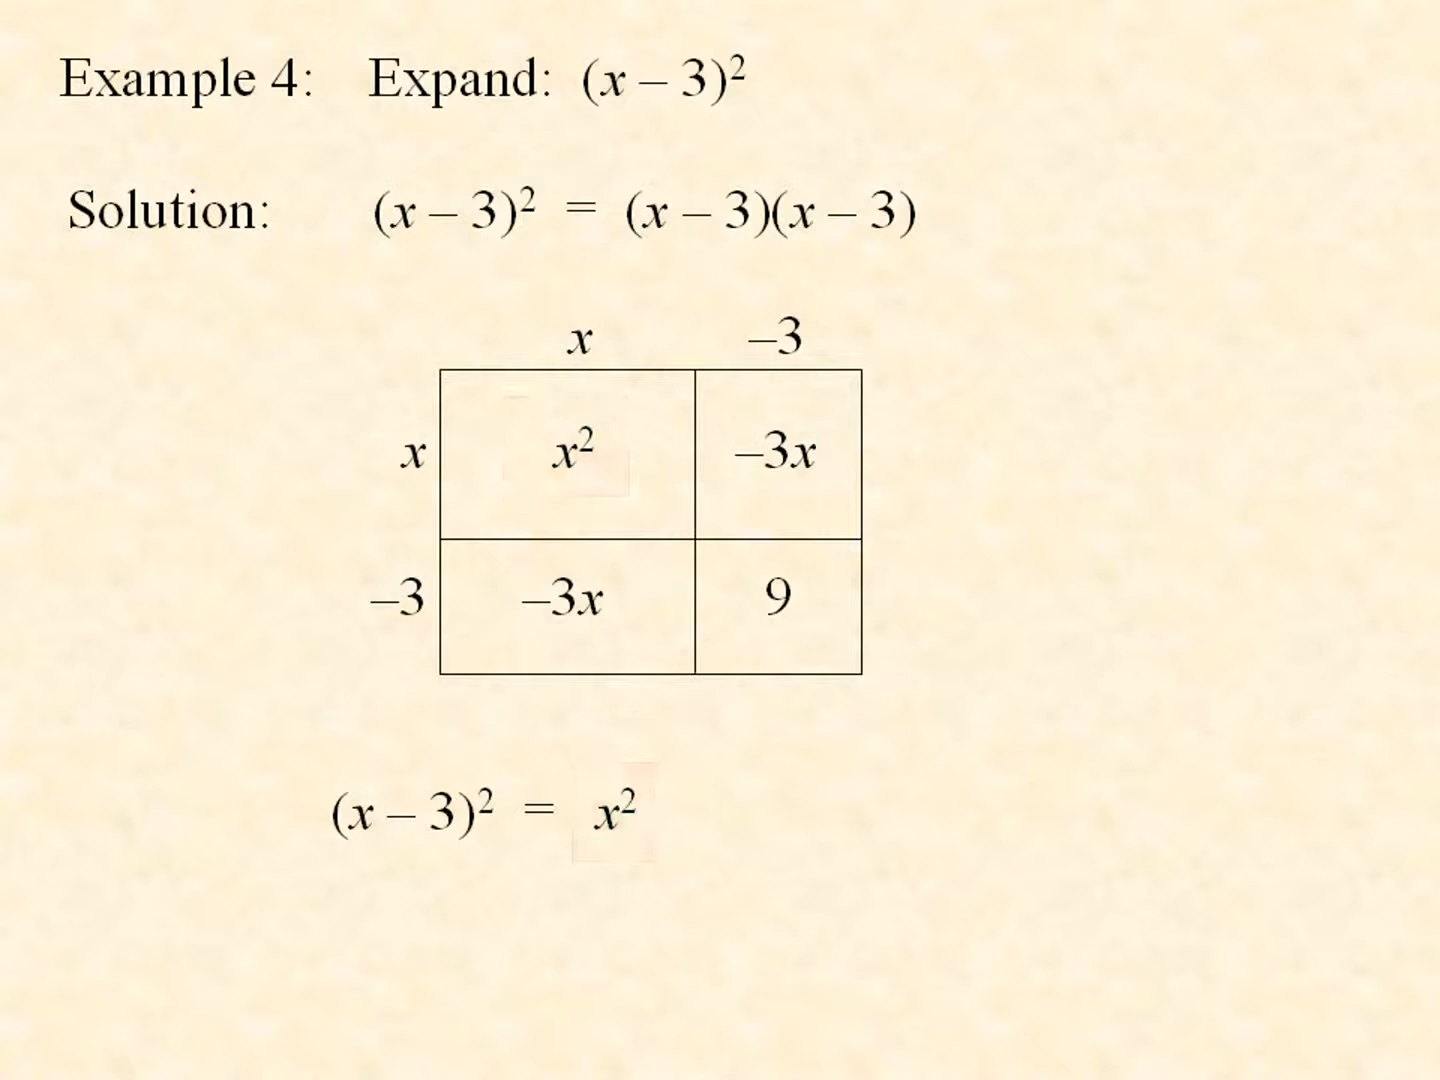 Example 4: Expand: (x – 3)²
Solution: (x – 3)² = (x – 3)(x – 3)
x –3
x x² –3x
–3 –3x 9
(x – 3)² = x²